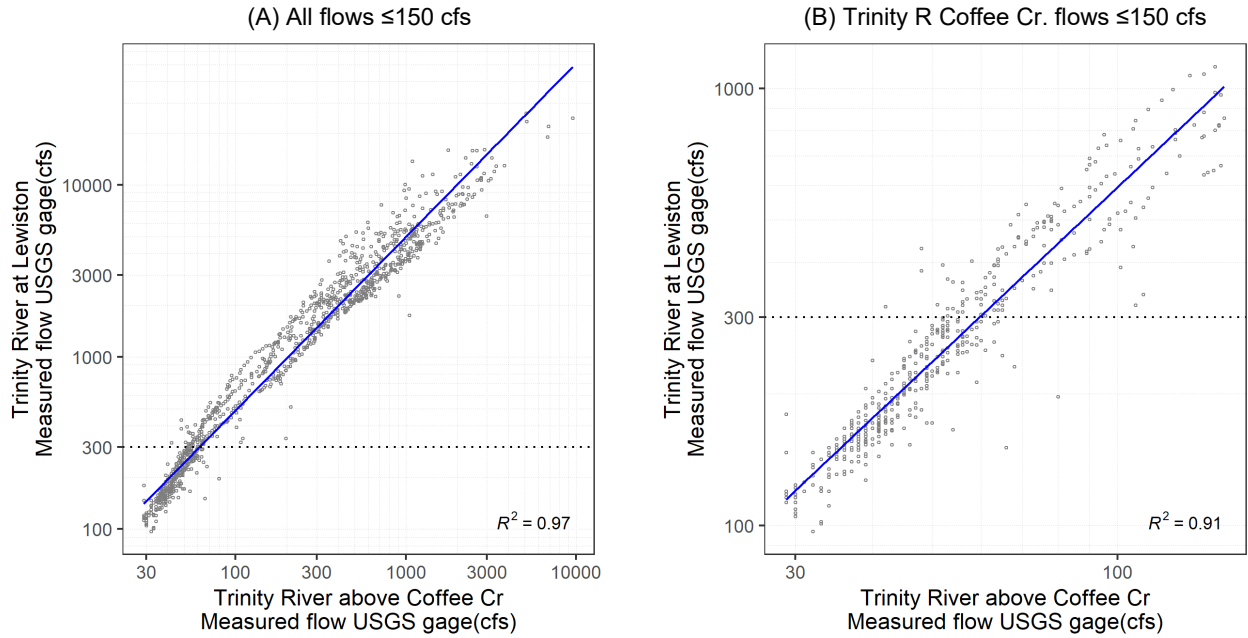 (A) All flows ≤150 cfs
Trinity River at Lewiston
Measured flow USGS gage(cfs)
10000
3000
1000
300
100
R² = 0.97
30 100 300 1000 3000 10000
Trinity River above Coffee Cr
Measured flow USGS gage(cfs)
(B) Trinity R Coffee Cr. flows ≤150 cfs
Trinity River at Lewiston
Measured flow USGS gage(cfs)
1000
300
100
R² = 0.91
30 100
Trinity River above Coffee Cr
Measured flow USGS gage(cfs)